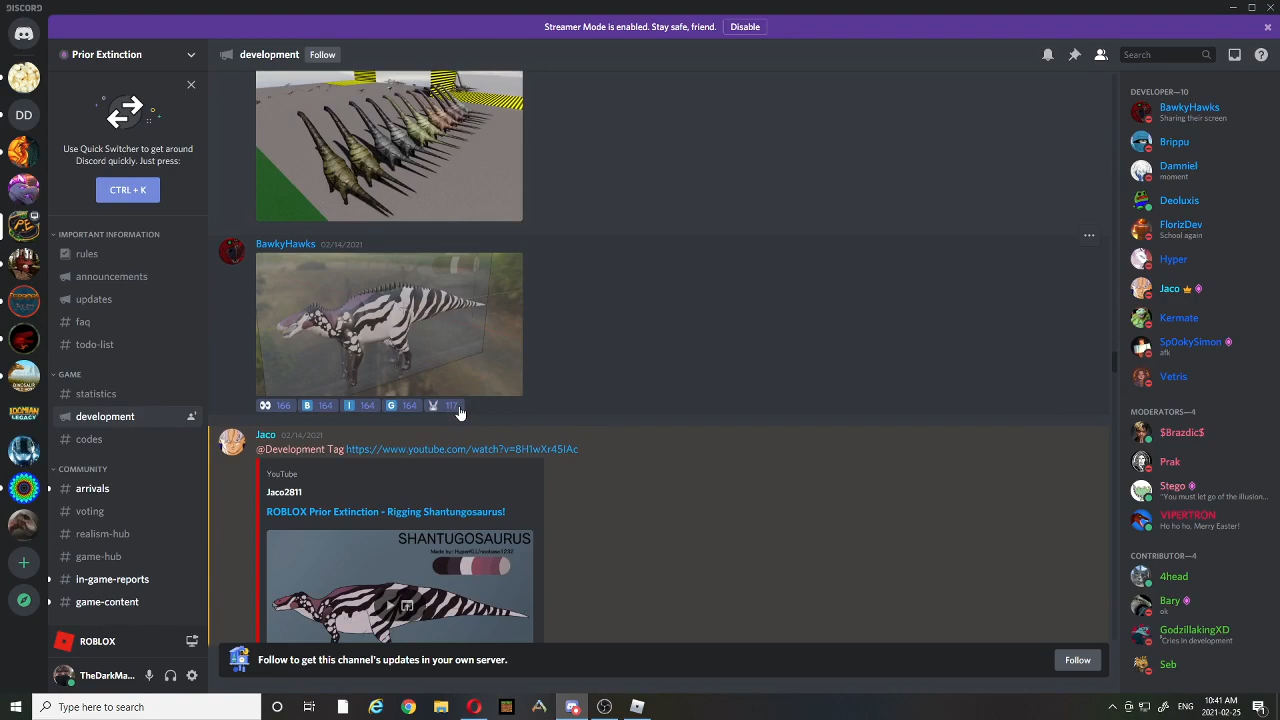 DISCORD
Streamer Mode is enabled. Stay safe, friend.
Disable
Prior Extinction
development
Follow
Search
Use Quick Switcher to get around
Discord quickly. Just press:
CTRL + K
IMPORTANT INFORMATION
rules
announcements
updates
faq
todo-list
GAME
statistics
development
codes
COMMUNITY
arrivals
voting
realism-hub
game-hub
in-game-reports
game-content
ROBLOX
TheDarkMa...
DD
BawkyHawks 02/14/2021
166
B 164
I 164
G 164
117
Jaco 02/14/2021
@Development Tag https://www.youtube.com/watch?v=8H1wXr45IAc
YouTube
Jaco2811
ROBLOX Prior Extinction - Rigging Shantungosaurus!
SHANTUGOSAURUS
Follow to get this channel's updates in your own server.
Follow
DEVELOPER—10
BawkyHawks
Sharing their screen
Brippu
Damniel
moment
Deoluxis
FlorizDev
School again
Hyper
Jaco
Kermate
Sp0okySimon
afk
Vetris
MODERATORS—4
$Brazdic$
Prak
Stego
"You must let go of the illusion...
VIPERTRON
Ho ho ho, Merry Easter!
CONTRIBUTOR—4
4head
Bary
ok
GodzillakingXD
*Cries in development
Seb
Type here to search
10:41 AM
2021-02-25